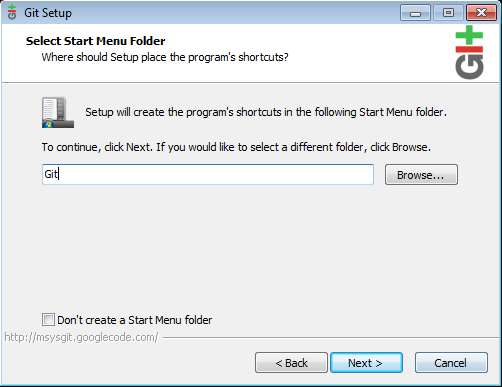 Git Setup
Select Start Menu Folder
Where should Setup place the program's shortcuts?
Git
Setup will create the program's shortcuts in the following Start Menu folder.
To continue, click Next. If you would like to select a different folder, click Browse.
Git
Browse...
Don't create a Start Menu folder
http://msysgit.googlecode.com/
< Back
Next >
Cancel